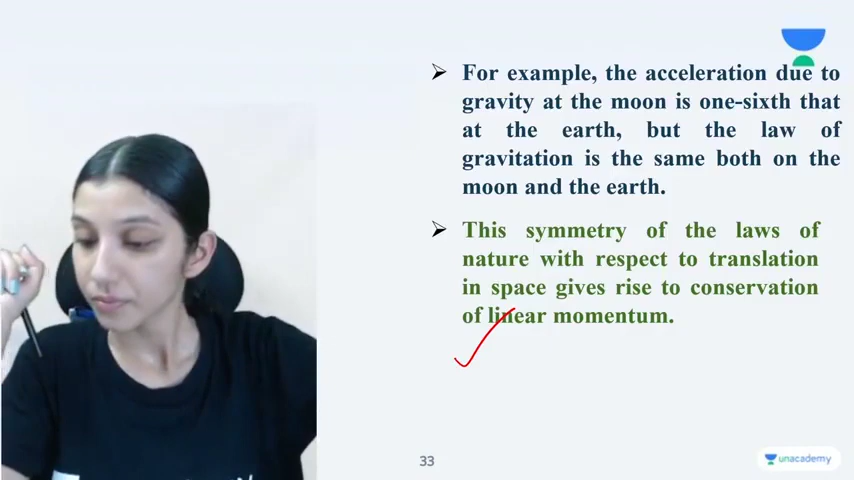 For example, the acceleration due to
gravity at the moon is one-sixth that
at the earth, but the law of
gravitation is the same both on the
moon and the earth.
This symmetry of the laws of
nature with respect to translation
in space gives rise to conservation
of linear momentum.
33
unacademy